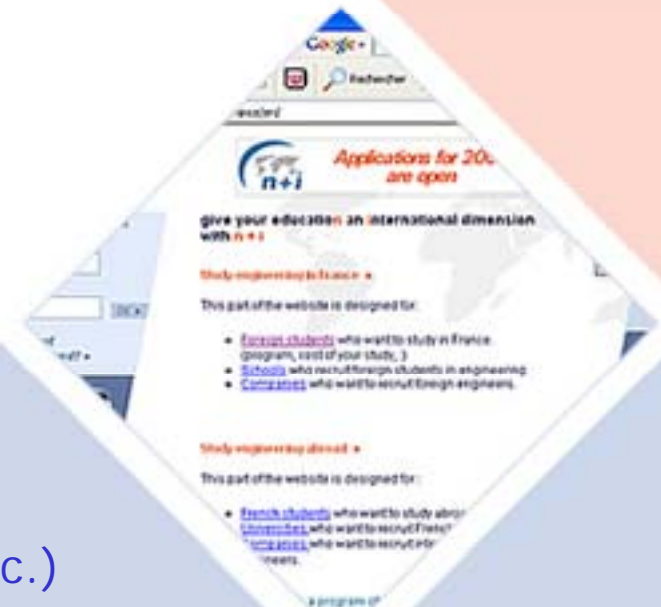 Google
Rechercher
n+i
Applications for 200
are open
give your education an international dimension
with n + i
Study engineering in France
This part of the website is designed for:
Foreign students who want to study in France.
(program, cost of your study, )
Schools who recruit foreign students in engineering
Companies who want to recruit foreign engineers.
Study engineering abroad
This part of the website is designed for:
French students who want to study abro
Universities who want to recruit French
Companies who want to recruit
neers.
a program of
c.)